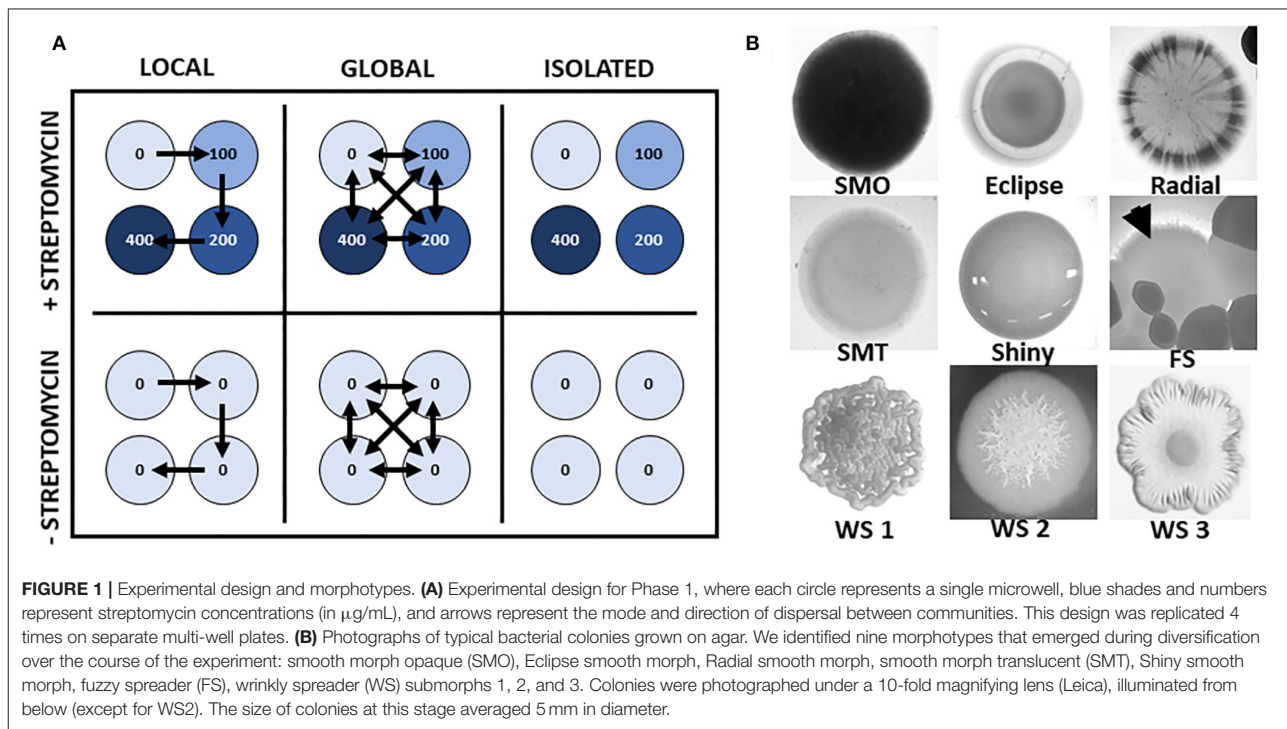 A
LOCAL GLOBAL ISOLATED
+ STREPTOMYCIN
0 100 0 100 0 100
400 200 400 200 400 200
- STREPTOMYCIN
0 0 0 0 0 0
0 0 0 0 0 0
B
SMO Eclipse Radial
SMT Shiny FS
WS 1 WS 2 WS 3
FIGURE 1 | Experimental design and morphotypes. (A) Experimental design for Phase 1, where each circle represents a single microwell, blue shades and numbers
represent streptomycin concentrations (in μg/mL), and arrows represent the mode and direction of dispersal between communities. This design was replicated 4
times on separate multi-well plates. (B) Photographs of typical bacterial colonies grown on agar. We identified nine morphotypes that emerged during diversification
over the course of the experiment: smooth morph opaque (SMO), Eclipse smooth morph, Radial smooth morph, smooth morph translucent (SMT), Shiny smooth
morph, fuzzy spreader (FS), wrinkly spreader (WS) submorphs 1, 2, and 3. Colonies were photographed under a 10-fold magnifying lens (Leica), illuminated from
below (except for WS2). The size of colonies at this stage averaged 5 mm in diameter.